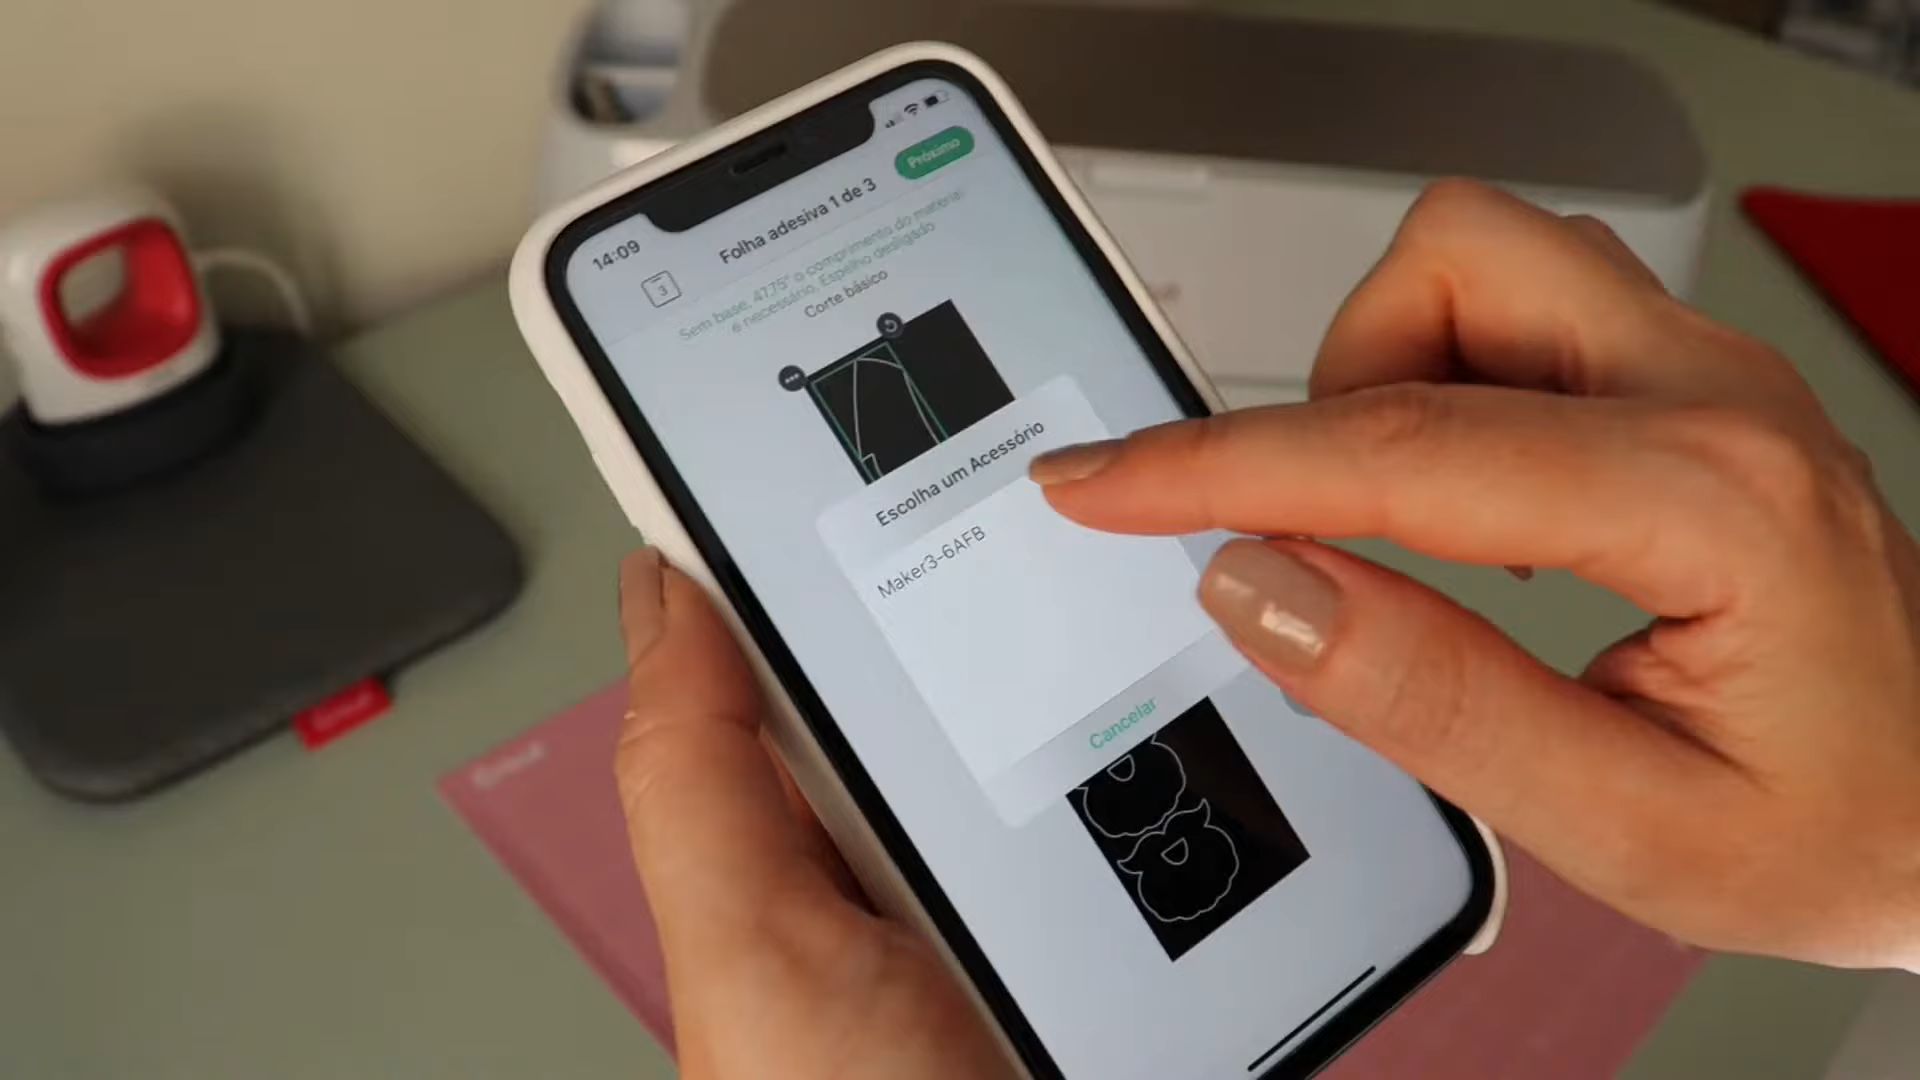 14:09
Próximo
Folha adesiva 1 de 3
3
Sem base, 47.75" o comprimento do material
é necessário, Espelho desligado
Corte básico
Escolha um Acessório
Maker3-6AFB
Cancelar